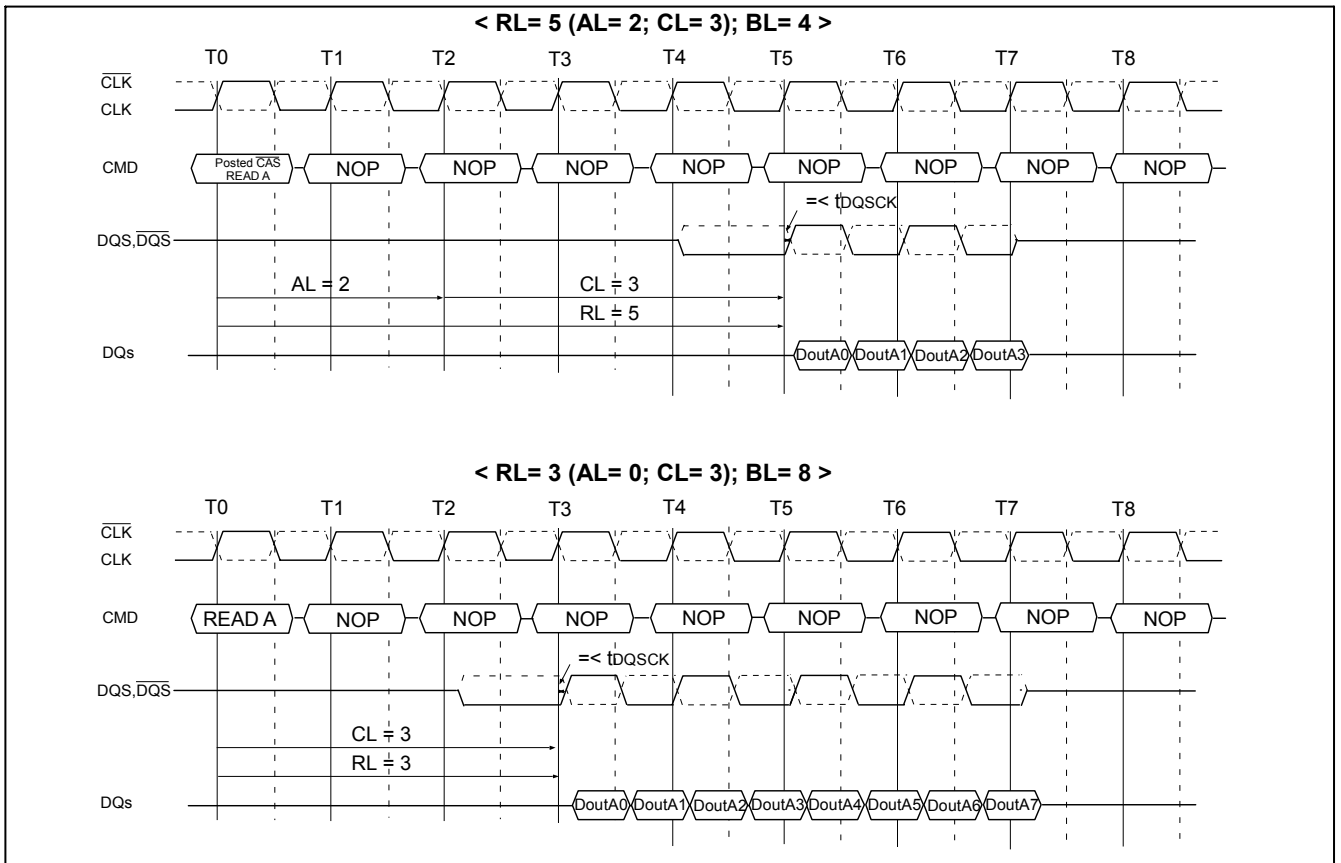 < RL= 5 (AL= 2; CL= 3); BL= 4 >
T0 T1 T2 T3 T4 T5 T6 T7 T8
CLK
CLK
CMD Posted CAS READ A NOP NOP NOP NOP NOP NOP NOP NOP
=< tDQSCK
DQS,DQS
AL = 2 CL = 3
RL = 5
DQs DoutA0 DoutA1 DoutA2 DoutA3
< RL= 3 (AL= 0; CL= 3); BL= 8 >
T0 T1 T2 T3 T4 T5 T6 T7 T8
CLK
CLK
CMD READ A NOP NOP NOP NOP NOP NOP NOP NOP
=< tDQSCK
DQS,DQS
CL = 3
RL = 3
DQs DoutA0 DoutA1 DoutA2 DoutA3 DoutA4 DoutA5 DoutA6 DoutA7